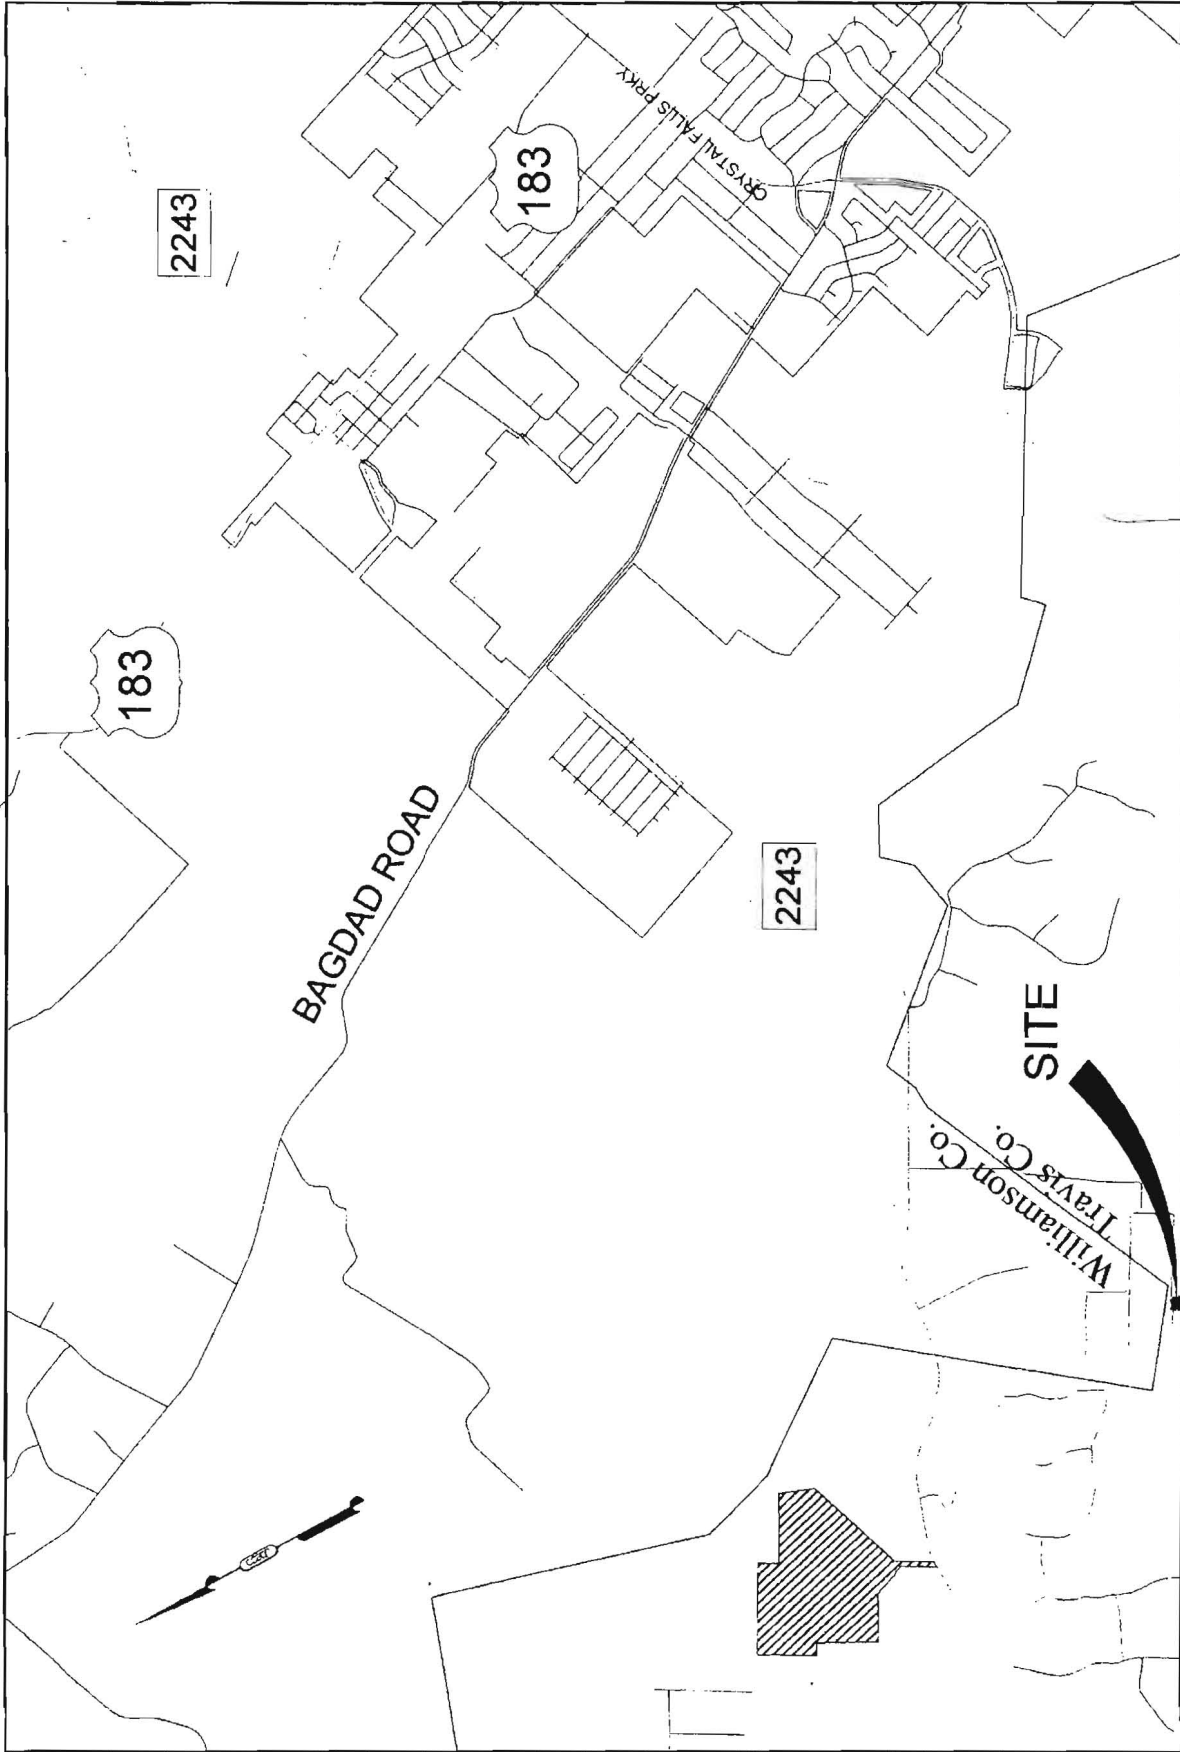 2243
183
CRYSTAL FALLS PRKY
183
BAGDAD ROAD
2243
SITE
Williamson Co.
Travis Co.